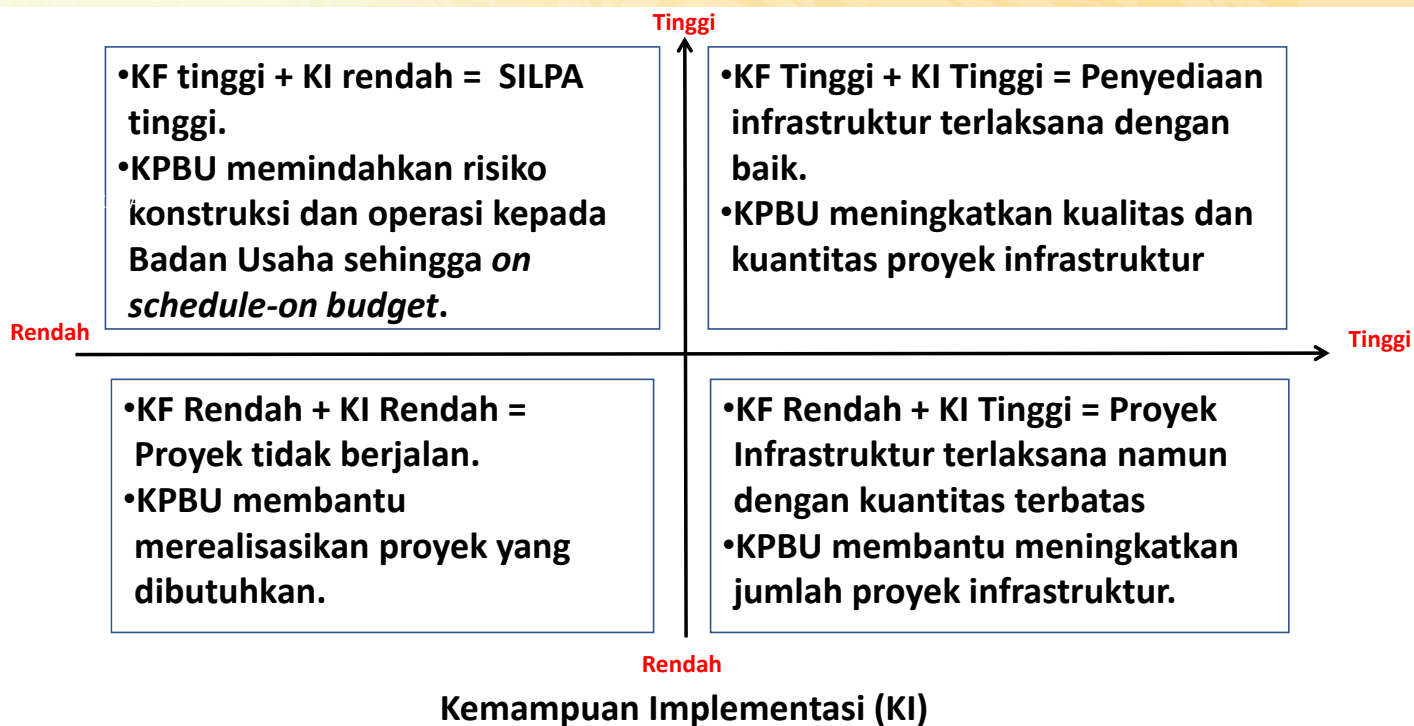 Tinggi
•KF tinggi + KI rendah = SILPA
tinggi.
•KPBU memindahkan risiko
konstruksi dan operasi kepada
Badan Usaha sehingga on
schedule-on budget.
•KF Tinggi + KI Tinggi = Penyediaan
infrastruktur terlaksana dengan
baik.
•KPBU meningkatkan kualitas dan
kuantitas proyek infrastruktur
Rendah
Tinggi
•KF Rendah + KI Rendah =
Proyek tidak berjalan.
•KPBU membantu
merealisasikan proyek yang
dibutuhkan.
•KF Rendah + KI Tinggi = Proyek
Infrastruktur terlaksana namun
dengan kuantitas terbatas
•KPBU membantu meningkatkan
jumlah proyek infrastruktur.
Rendah
Kemampuan Implementasi (KI)